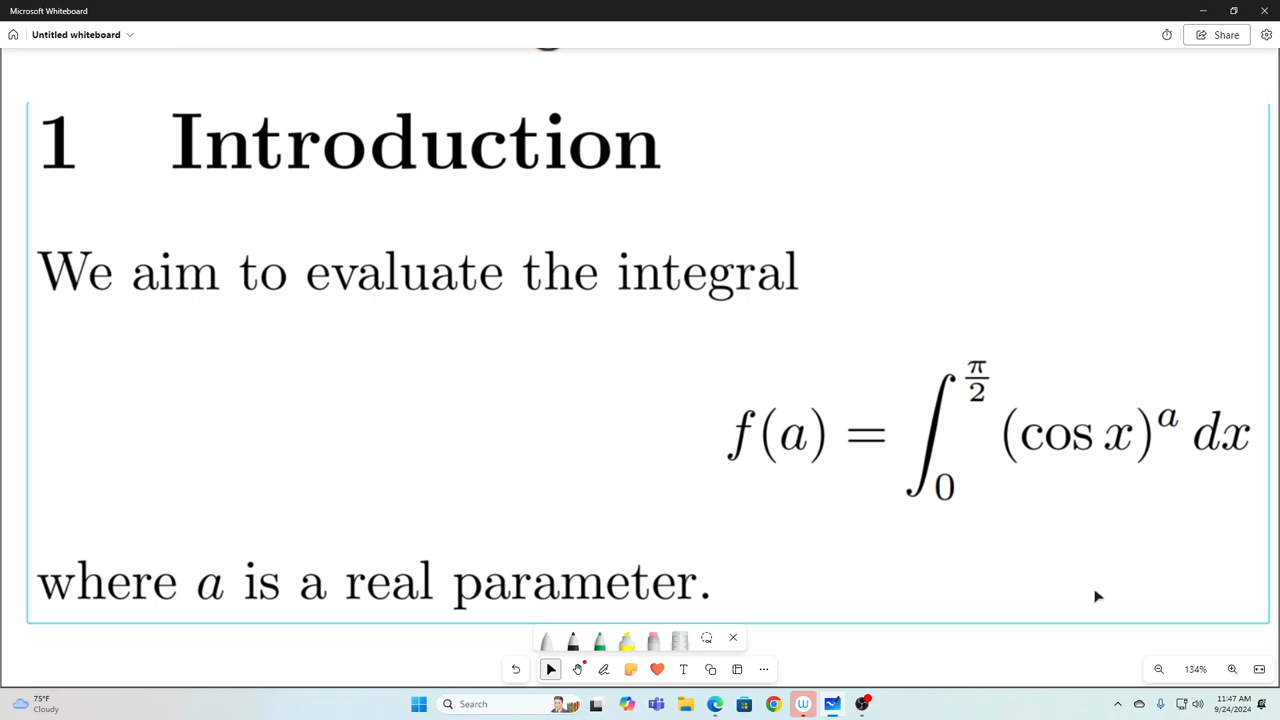 Microsoft Whiteboard
Untitled whiteboard
Share
1 Introduction
We aim to evaluate the integral
f(a) = ∫₀^{π/2} (cos x)^a dx
where a is a real parameter.
134%
75°F
Cloudy
Search
11:47 AM
9/24/2024